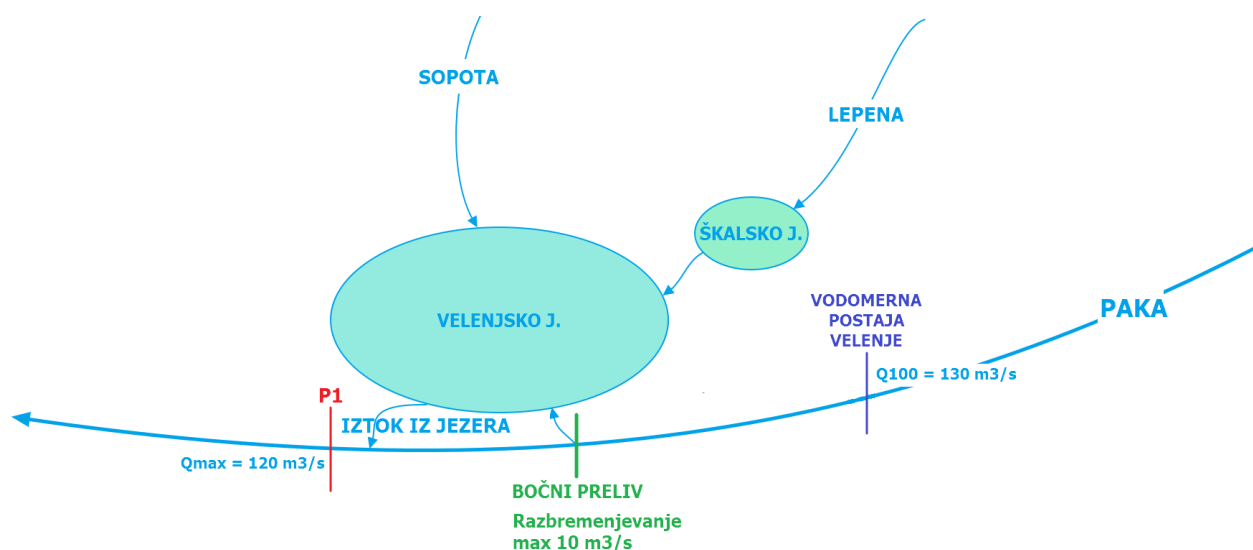 SOPOTA
LEPENA
ŠKALSKO J.
VELENJSKO J.
VODOMERNA
POSTAJA
VELENJE
PAKA
Q100 = 130 m3/s
P1
IZTOK IZ JEZERA
Qmax = 120 m3/s
BOČNI PRELIV
Razbremenjevanje
max 10 m3/s